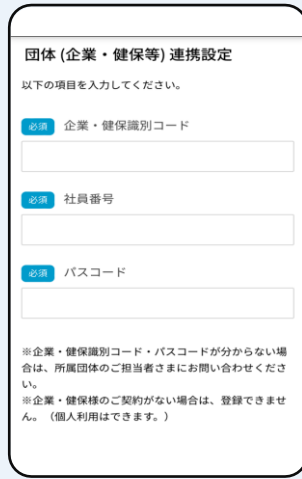 団体 (企業・健保等) 連携設定
以下の項目を入力してください。
必須 企業・健保識別コード
必須 社員番号
必須 パスコード
※企業・健保識別コード・パスコードが分からない場
合は、所属団体のご担当者さまにお問い合わせくださ
い。
※企業・健保様のご契約がない場合は、登録できませ
ん。（個人利用はできます。）